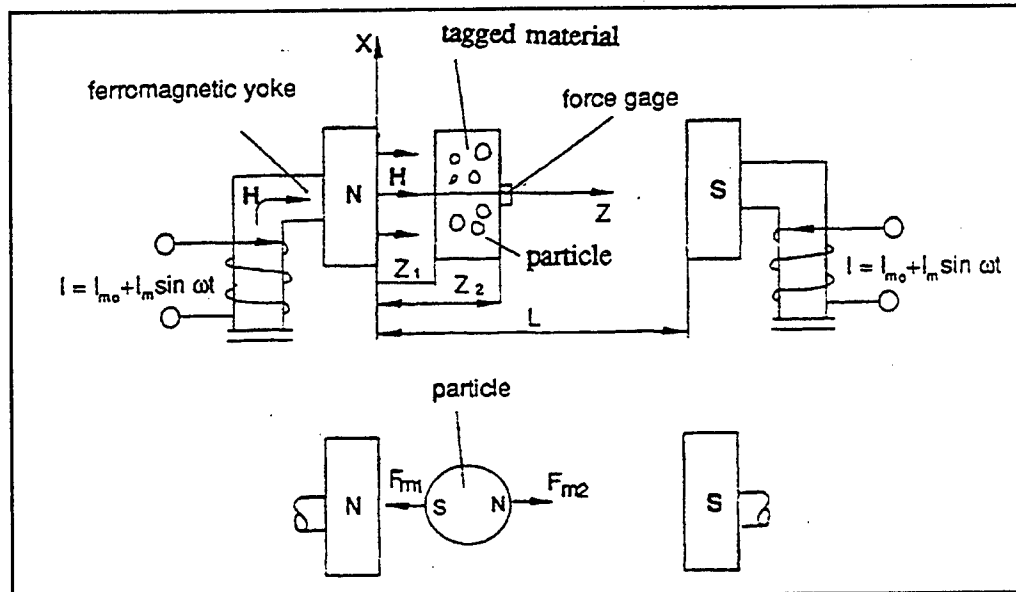 X
tagged material
ferromagnetic yoke
force gage
H
N
H
Z
S
particle
Z₁
Z₂
I = Iₘₒ+Iₘ sin ωt
I = Iₘₒ+Iₘ sin ωt
L
particle
N
Fₘ₁
S
N
Fₘ₂
S